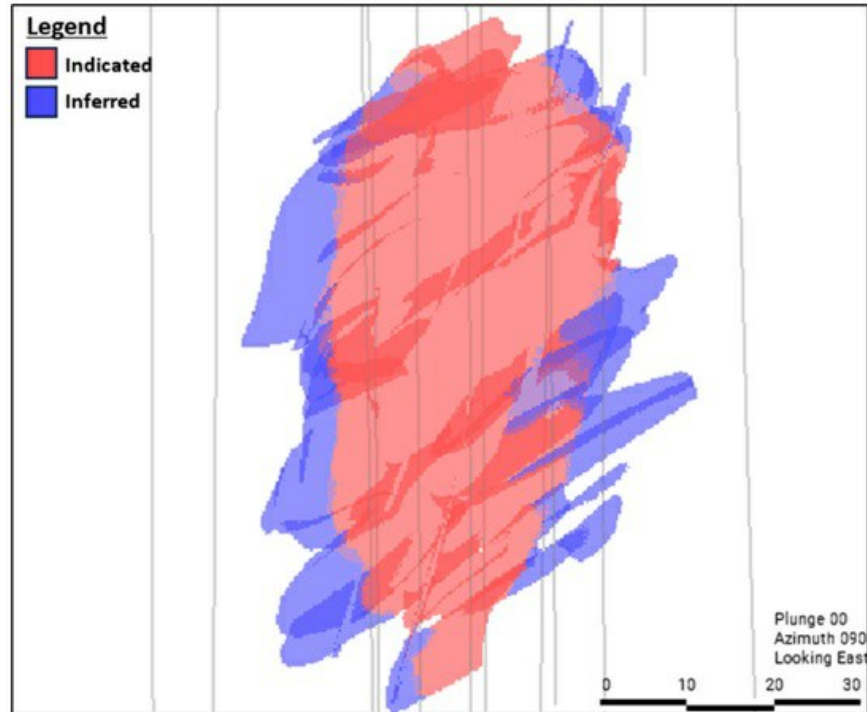 Legend
Indicated
Inferred
Plunge 00
Azimuth 090
Looking East
0 10 20 30